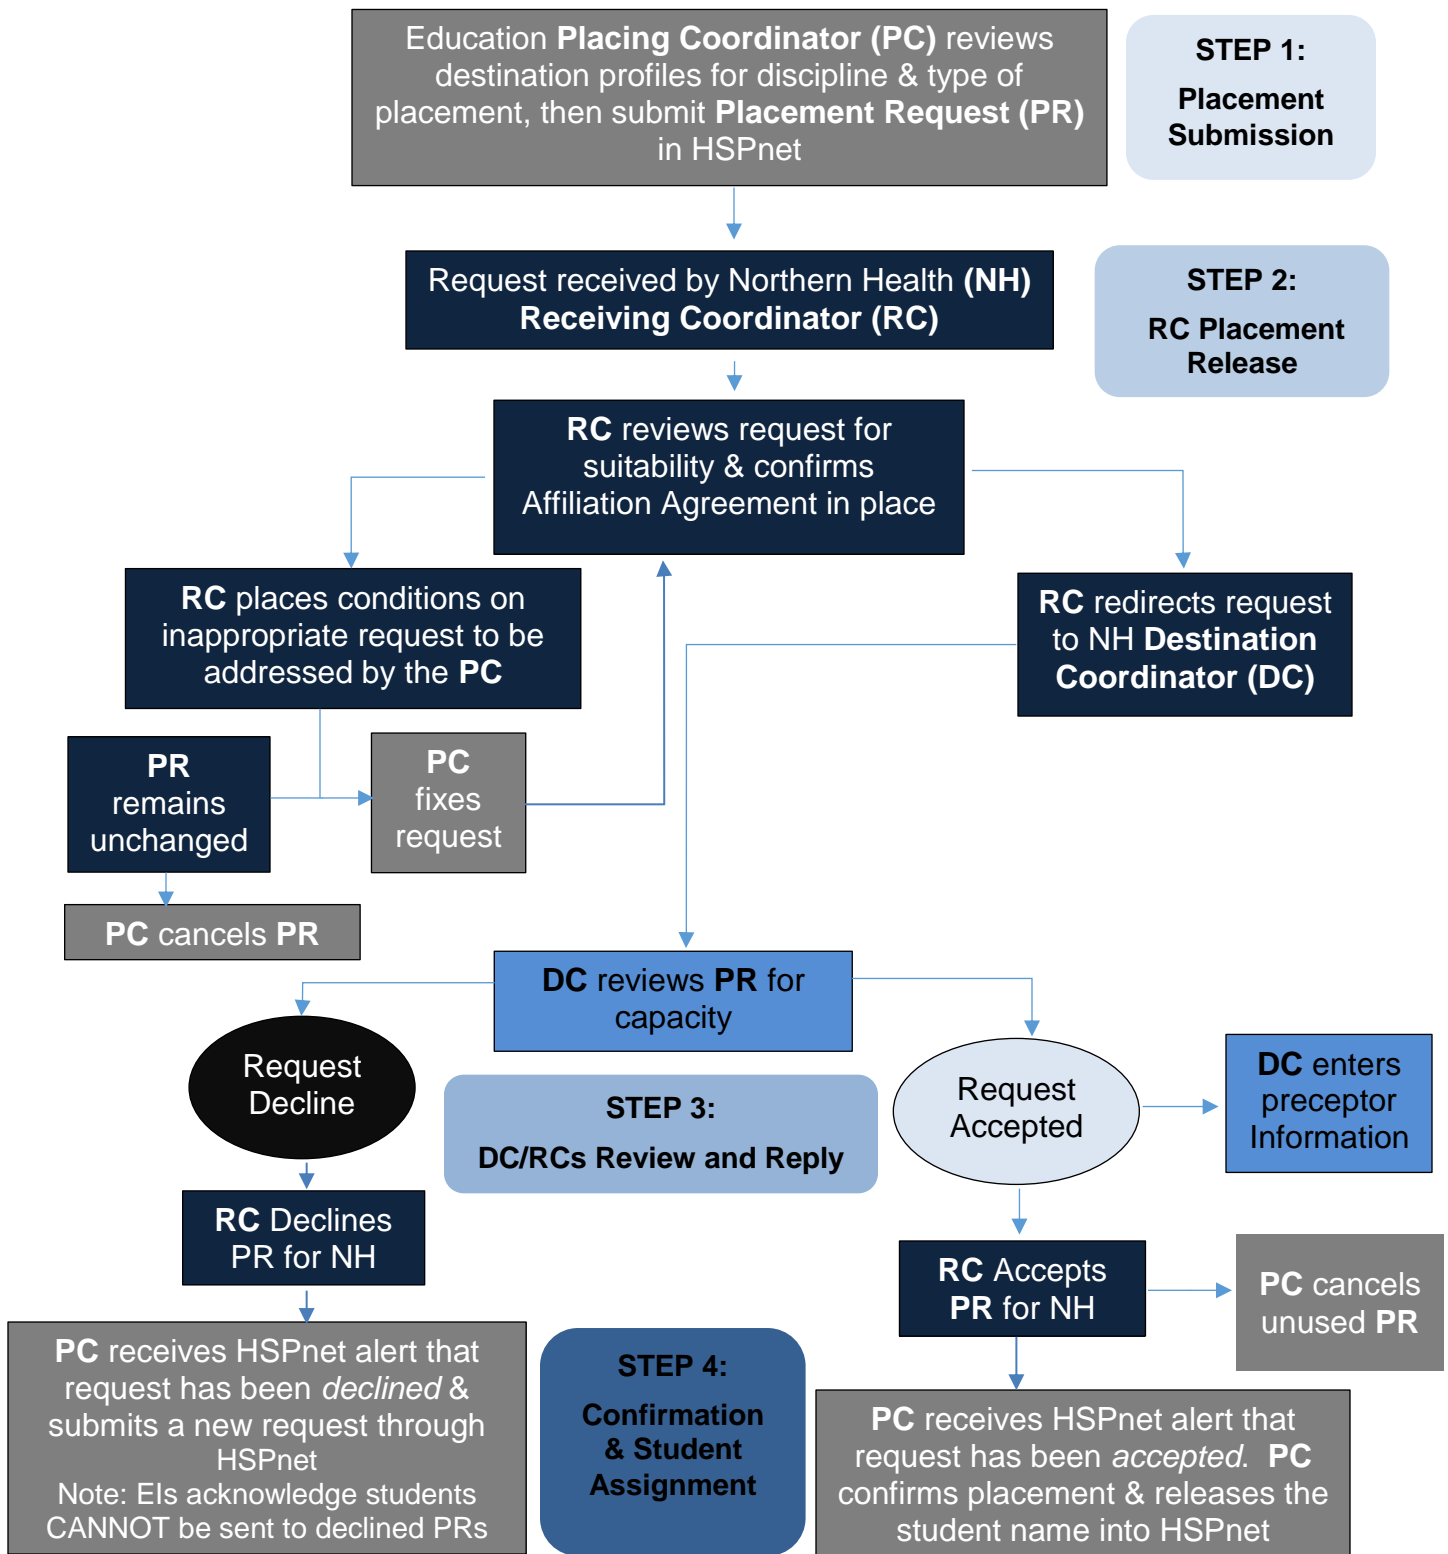 Education Placing Coordinator (PC) reviews
destination profiles for discipline & type of
placement, then submit Placement Request (PR)
in HSPnet
STEP 1:
Placement
Submission
Request received by Northern Health (NH)
Receiving Coordinator (RC)
STEP 2:
RC Placement
Release
RC reviews request for
suitability & confirms
Affiliation Agreement in place
RC places conditions on
inappropriate request to be
addressed by the PC
RC redirects request
to NH Destination
Coordinator (DC)
PR
remains
unchanged
PC
fixes
request
PC cancels PR
DC reviews PR for
capacity
Request
Decline
STEP 3:
DC/RCs Review and Reply
Request
Accepted
DC enters
preceptor
Information
RC Declines
PR for NH
RC Accepts
PR for NH
PC cancels
unused PR
PC receives HSPnet alert that
request has been declined &
submits a new request through
HSPnet
Note: EIs acknowledge students
CANNOT be sent to declined PRs
STEP 4:
Confirmation
& Student
Assignment
PC receives HSPnet alert that
request has been accepted. PC
confirms placement & releases the
student name into HSPnet